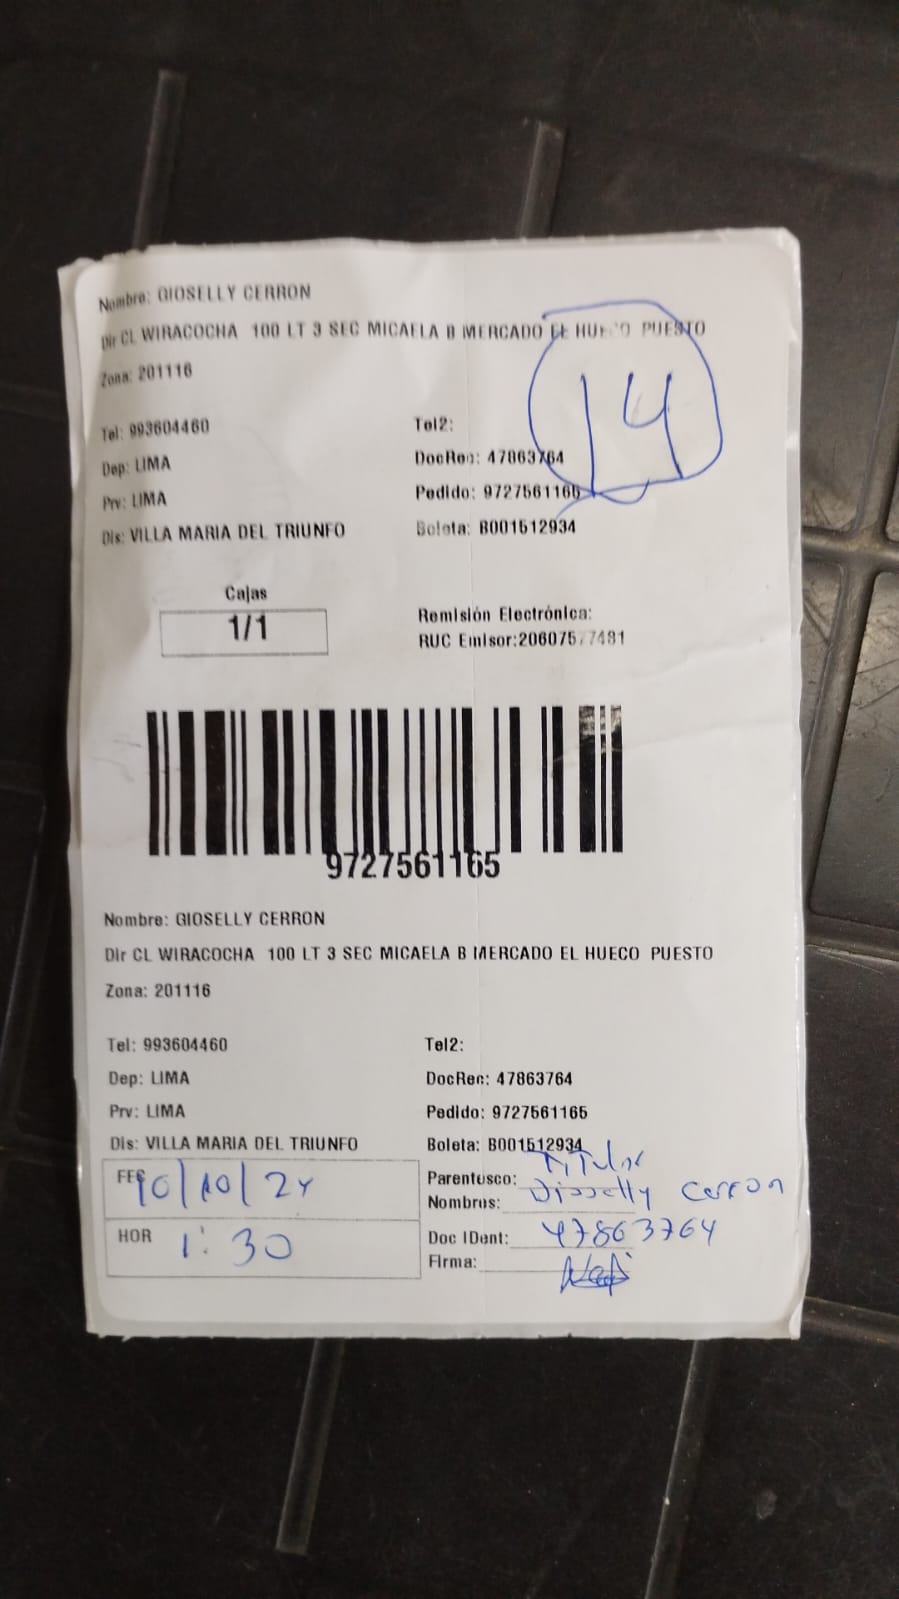 Nombre: GIOSELLY CERRON
Dir CL WIRACOCHA 100 LT 3 SEC MICAELA B MERCADO EL HUECO PUESTO
14
Zona: 201116
Tel: 993604460 Tel2:
Dep: LIMA DocRec: 47863764
Prv: LIMA Pedido: 9727561165
Dis: VILLA MARIA DEL TRIUNFO Boleta: B001512934
Cajas
1/1
Remisión Electrónica:
RUC Emisor:20607577481
9727561165
Nombre: GIOSELLY CERRON
Dir CL WIRACOCHA 100 LT 3 SEC MICAELA B MERCADO EL HUECO PUESTO
Zona: 201116
Tel: 993604460 Tel2:
Dep: LIMA DocRec: 47863764
Prv: LIMA Pedido: 9727561165
Dis: VILLA MARIA DEL TRIUNFO Boleta: B001512934
FEC 10/10/24 Parentesco: Titular
Nombres: Cerron
HOR 1:30 Doc IDent: 47863764
Firma: